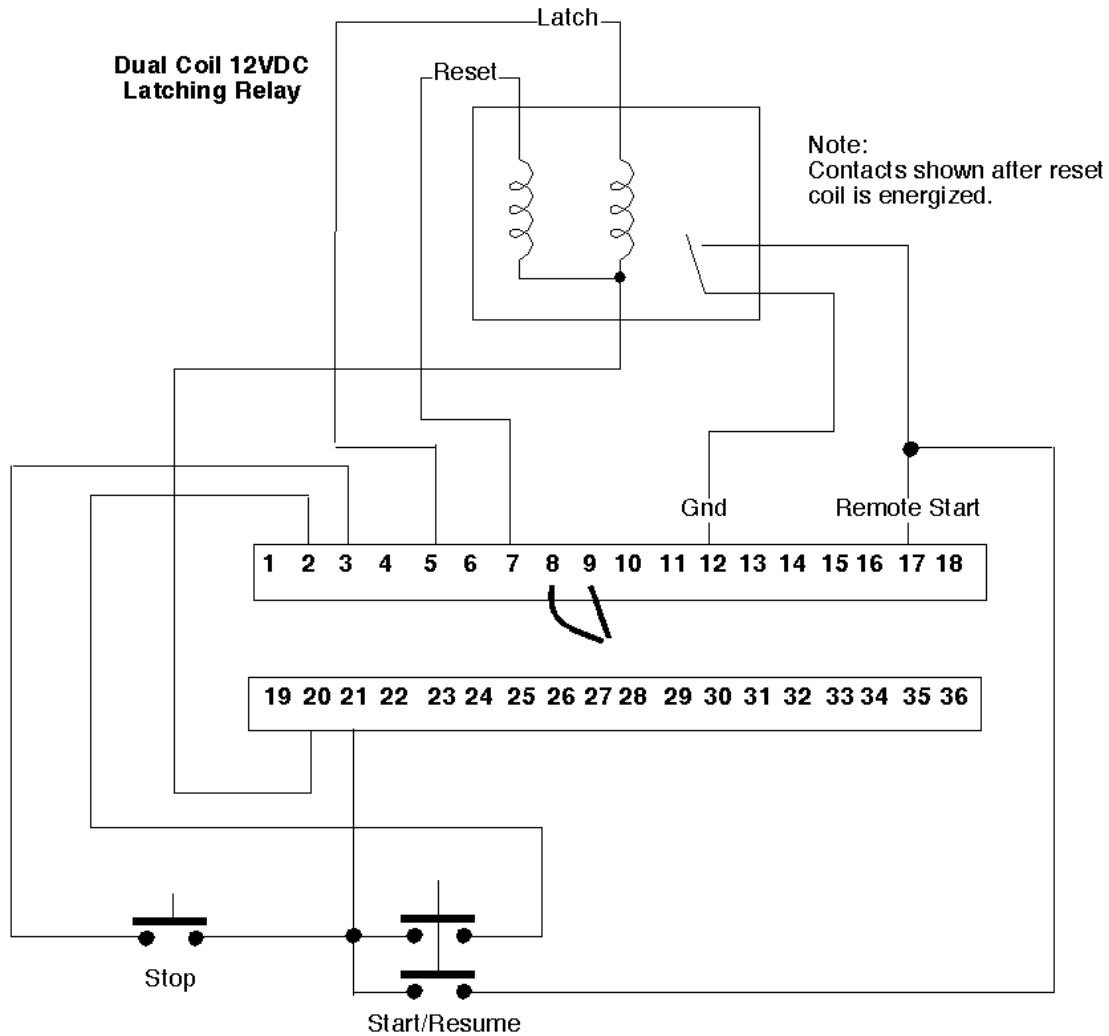 Latch
Dual Coil 12VDC
Latching Relay
Reset
Note:
Contacts shown after reset
coil is energized.
Gnd
Remote Start
1 2 3 4 5 6 7 8 9 10 11 12 13 14 15 16 17 18
19 20 21 22 23 24 25 26 27 28 29 30 31 32 33 34 35 36
Stop
Start/Resume